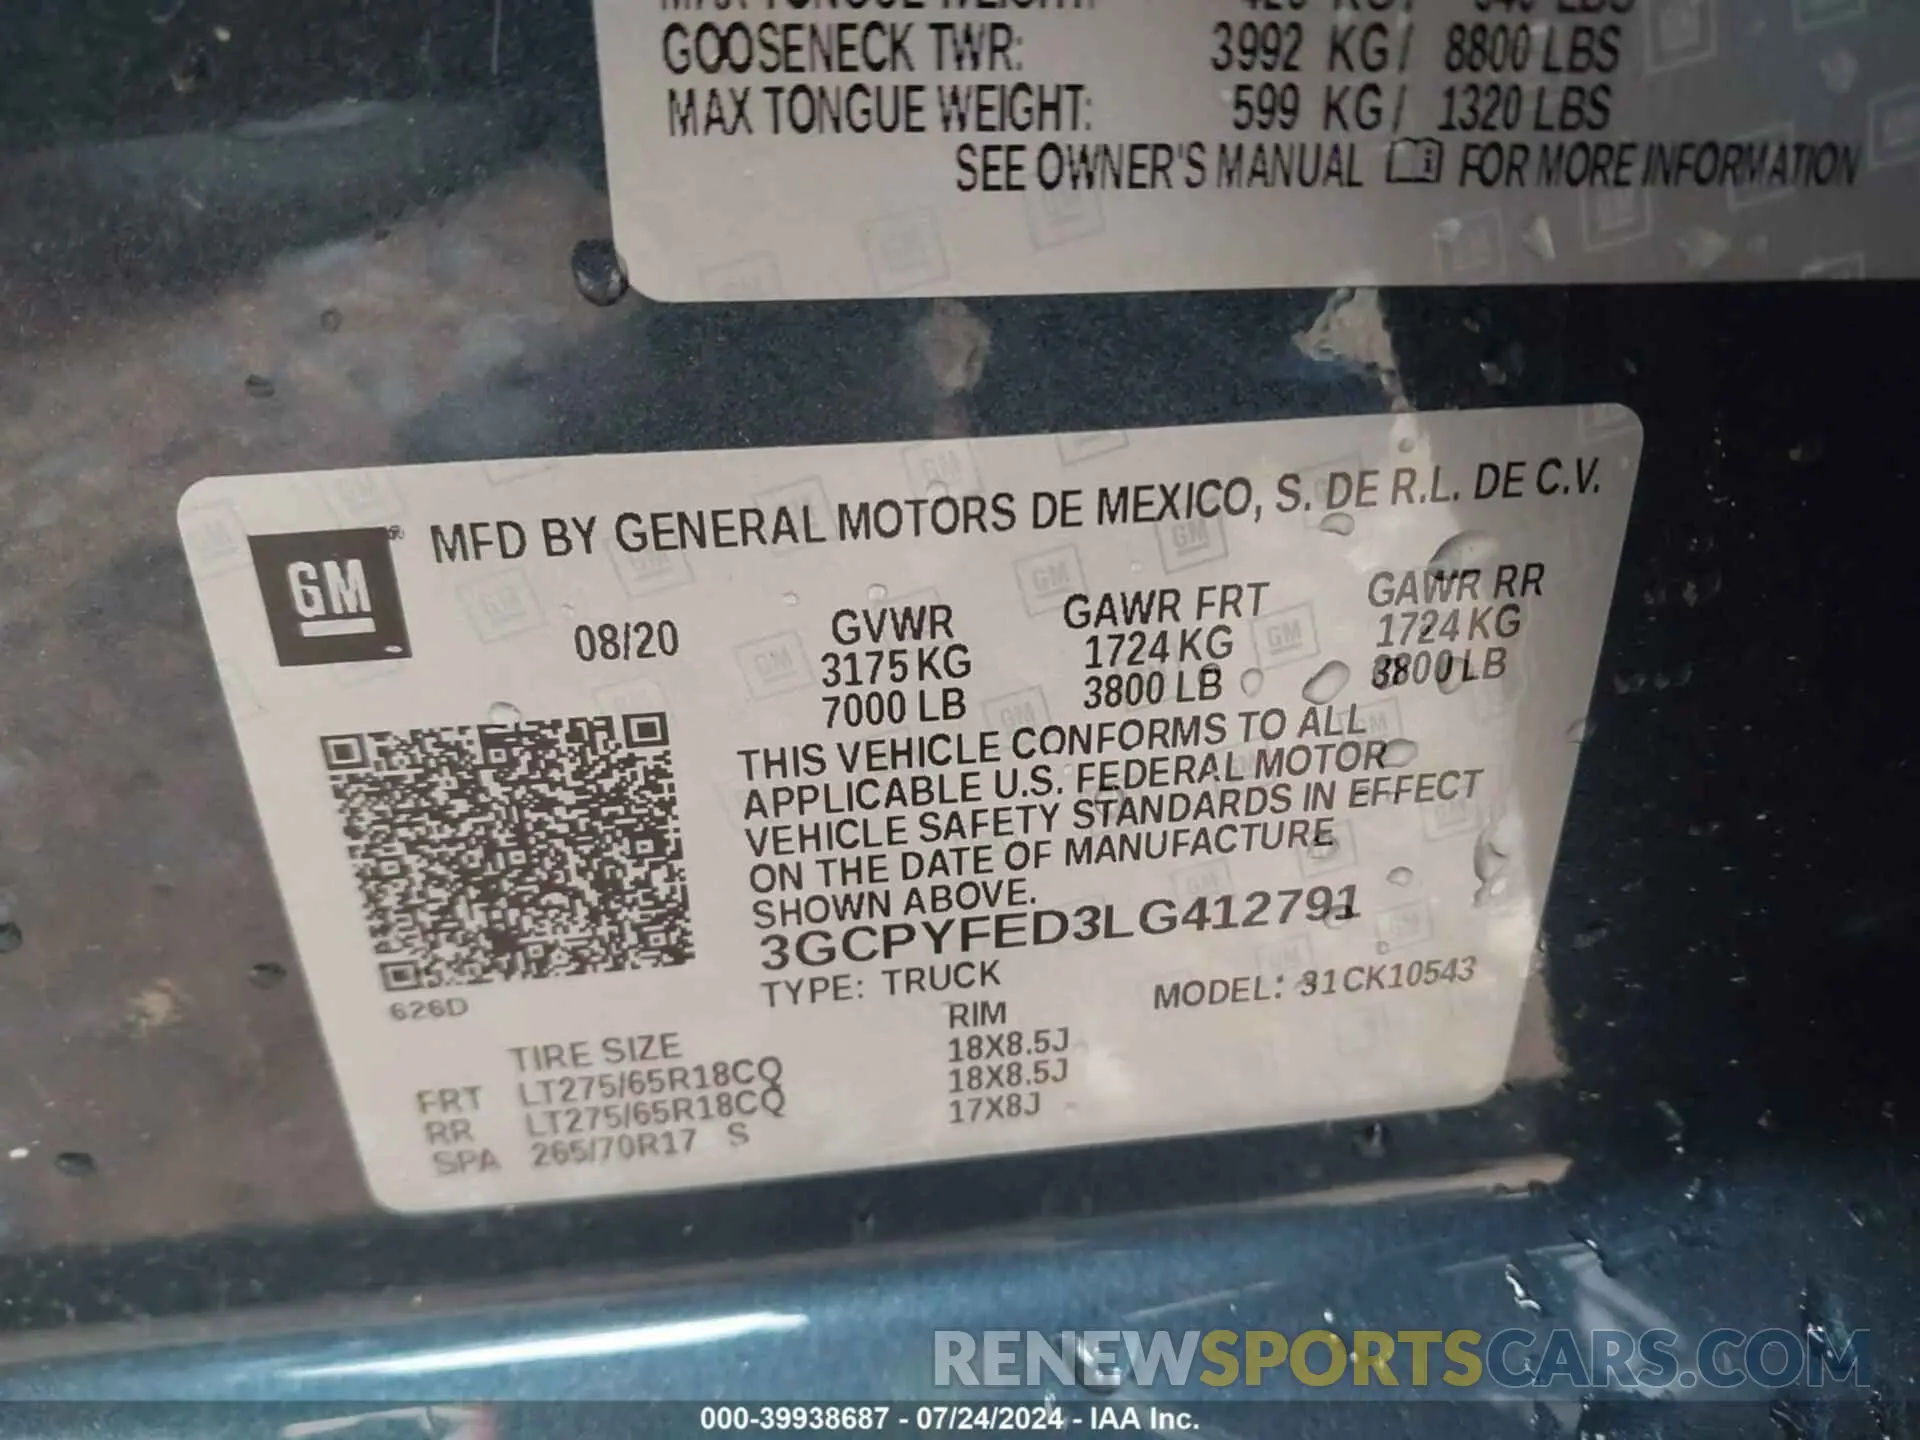 MAX TONGUE WEIGHT: KG/ LBS
GOOSENECK TWR: 3992 KG/ 8800 LBS
MAX TONGUE WEIGHT: 599 KG/ 1320 LBS
SEE OWNER'S MANUAL FOR MORE INFORMATION
GM® MFD BY GENERAL MOTORS DE MEXICO, S. DE R.L. DE C.V.
08/20 GVWR GAWR FRT GAWR RR
3175 KG 1724 KG 1724 KG
7000 LB 3800 LB 3800 LB
THIS VEHICLE CONFORMS TO ALL
APPLICABLE U.S. FEDERAL MOTOR
VEHICLE SAFETY STANDARDS IN EFFECT
ON THE DATE OF MANUFACTURE
SHOWN ABOVE.
3GCPYFED3LG412791
TYPE: TRUCK MODEL: 31CK10543
626D
TIRE SIZE RIM
FRT LT275/65R18CQ 18X8.5J
RR LT275/65R18CQ 18X8.5J
SPA 265/70R17 S 17X8J
RENEWSPORTSCARS.COM
000-39938687 - 07/24/2024 - IAA Inc.